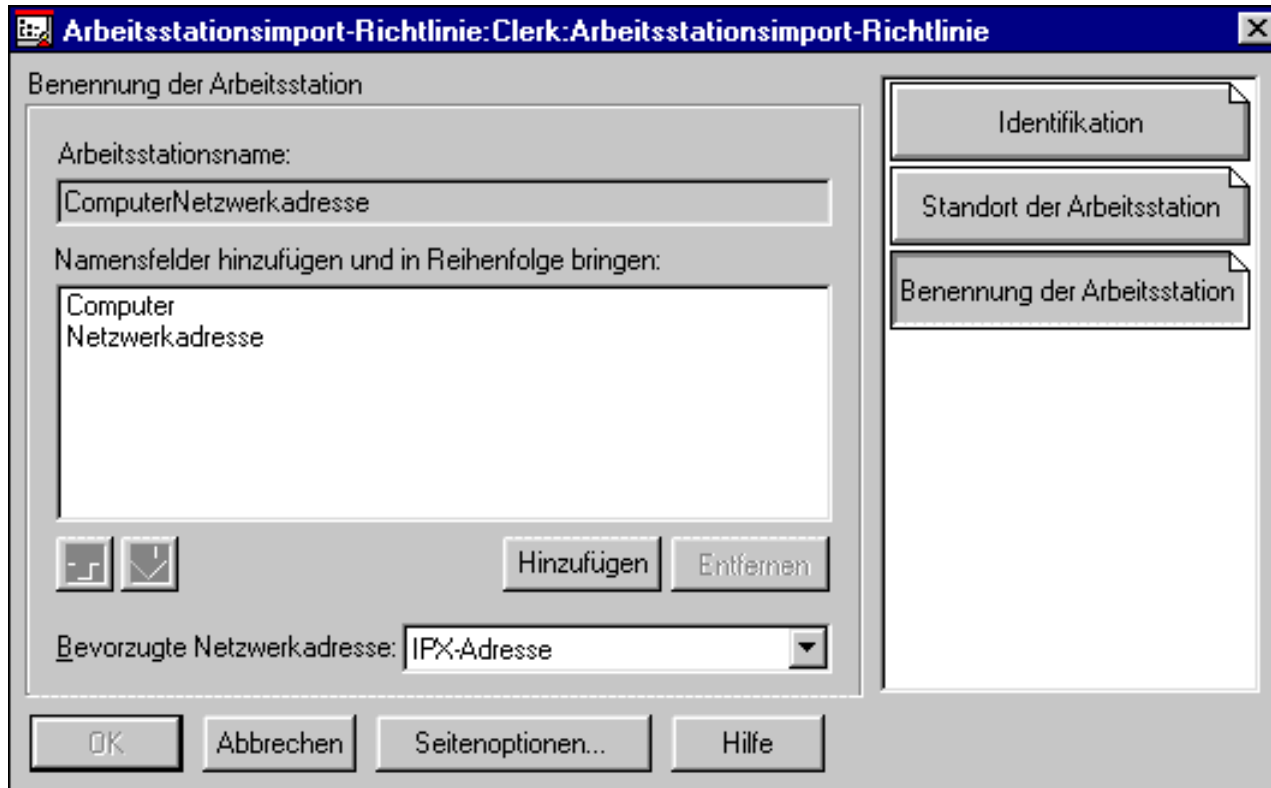 Arbeitsstationsimport-Richtlinie:Clerk:Arbeitsstationsimport-Richtlinie
Benennung der Arbeitsstation
Arbeitsstationsname:
ComputerNetzwerkadresse
Namensfelder hinzufügen und in Reihenfolge bringen:
Computer
Netzwerkadresse
Hinzufügen
Entfernen
Bevorzugte Netzwerkadresse:
IPX-Adresse
Identifikation
Standort der Arbeitsstation
Benennung der Arbeitsstation
OK
Abbrechen
Seitenoptionen...
Hilfe